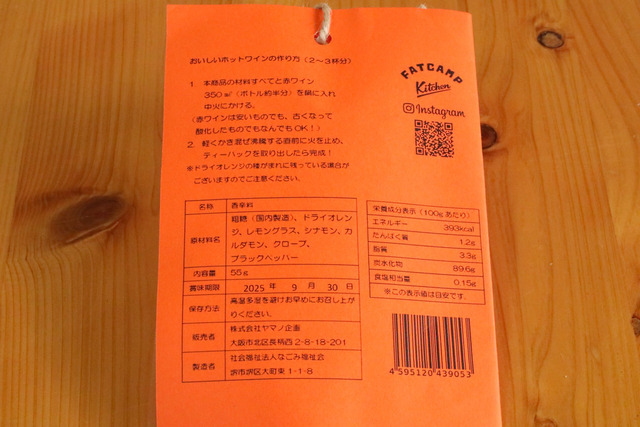 おいしいホットワインの作り方（2～3杯分）
1. 本商品の材料すべてと赤ワイン
350㎖（ボトル約半分）を鍋に入れ
中火にかける。
（赤ワインは安いものでも、古くなって
酸化したものでもなんでもOK！）
2. 軽くかき混ぜ沸騰する直前に火を止め、
ティーパックを取り出したら完成！
※ドライオレンジの種がまれに残っている場合が
ございますのでご注意ください。
FATCAMP
Kitchen
Instagram
名称 香辛料
原材料名 粗糖（国内製造）、ドライオレン
ジ、レモングラス、シナモン、カ
ルダモン、クローブ、
ブラックペッパー
内容量 55g
賞味期限 2025 年 9 月 30 日
保存方法 高温多湿を避けお早めにお召し上が
りください。
販売者 株式会社ヤマノ企画
大阪市北区長柄西2-8-18-201
製造者 社会福祉法人なごみ福祉会
堺市堺区大町東1-1-8
栄養成分表示（100gあたり）
エネルギー 393kcal
たんぱく質 1.2g
脂質 3.3g
炭水化物 89.6g
食塩相当量 0.15g
※この表示値は目安です.
4 595120 439053